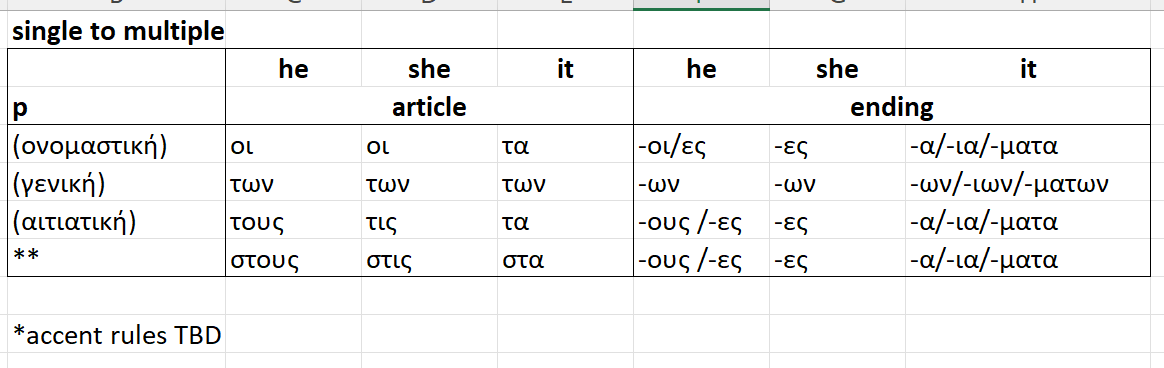 single to multiple
he she it he she it
p article ending
(ονομαστική) οι οι τα -οι/ες -ες -α/-ια/-ματα
(γενική) των των των -ων -ων -ων/-ιων/-ματων
(αιτιατική) τους τις τα -ους /-ες -ες -α/-ια/-ματα
** στους στις στα -ους /-ες -ες -α/-ια/-ματα
*accent rules TBD